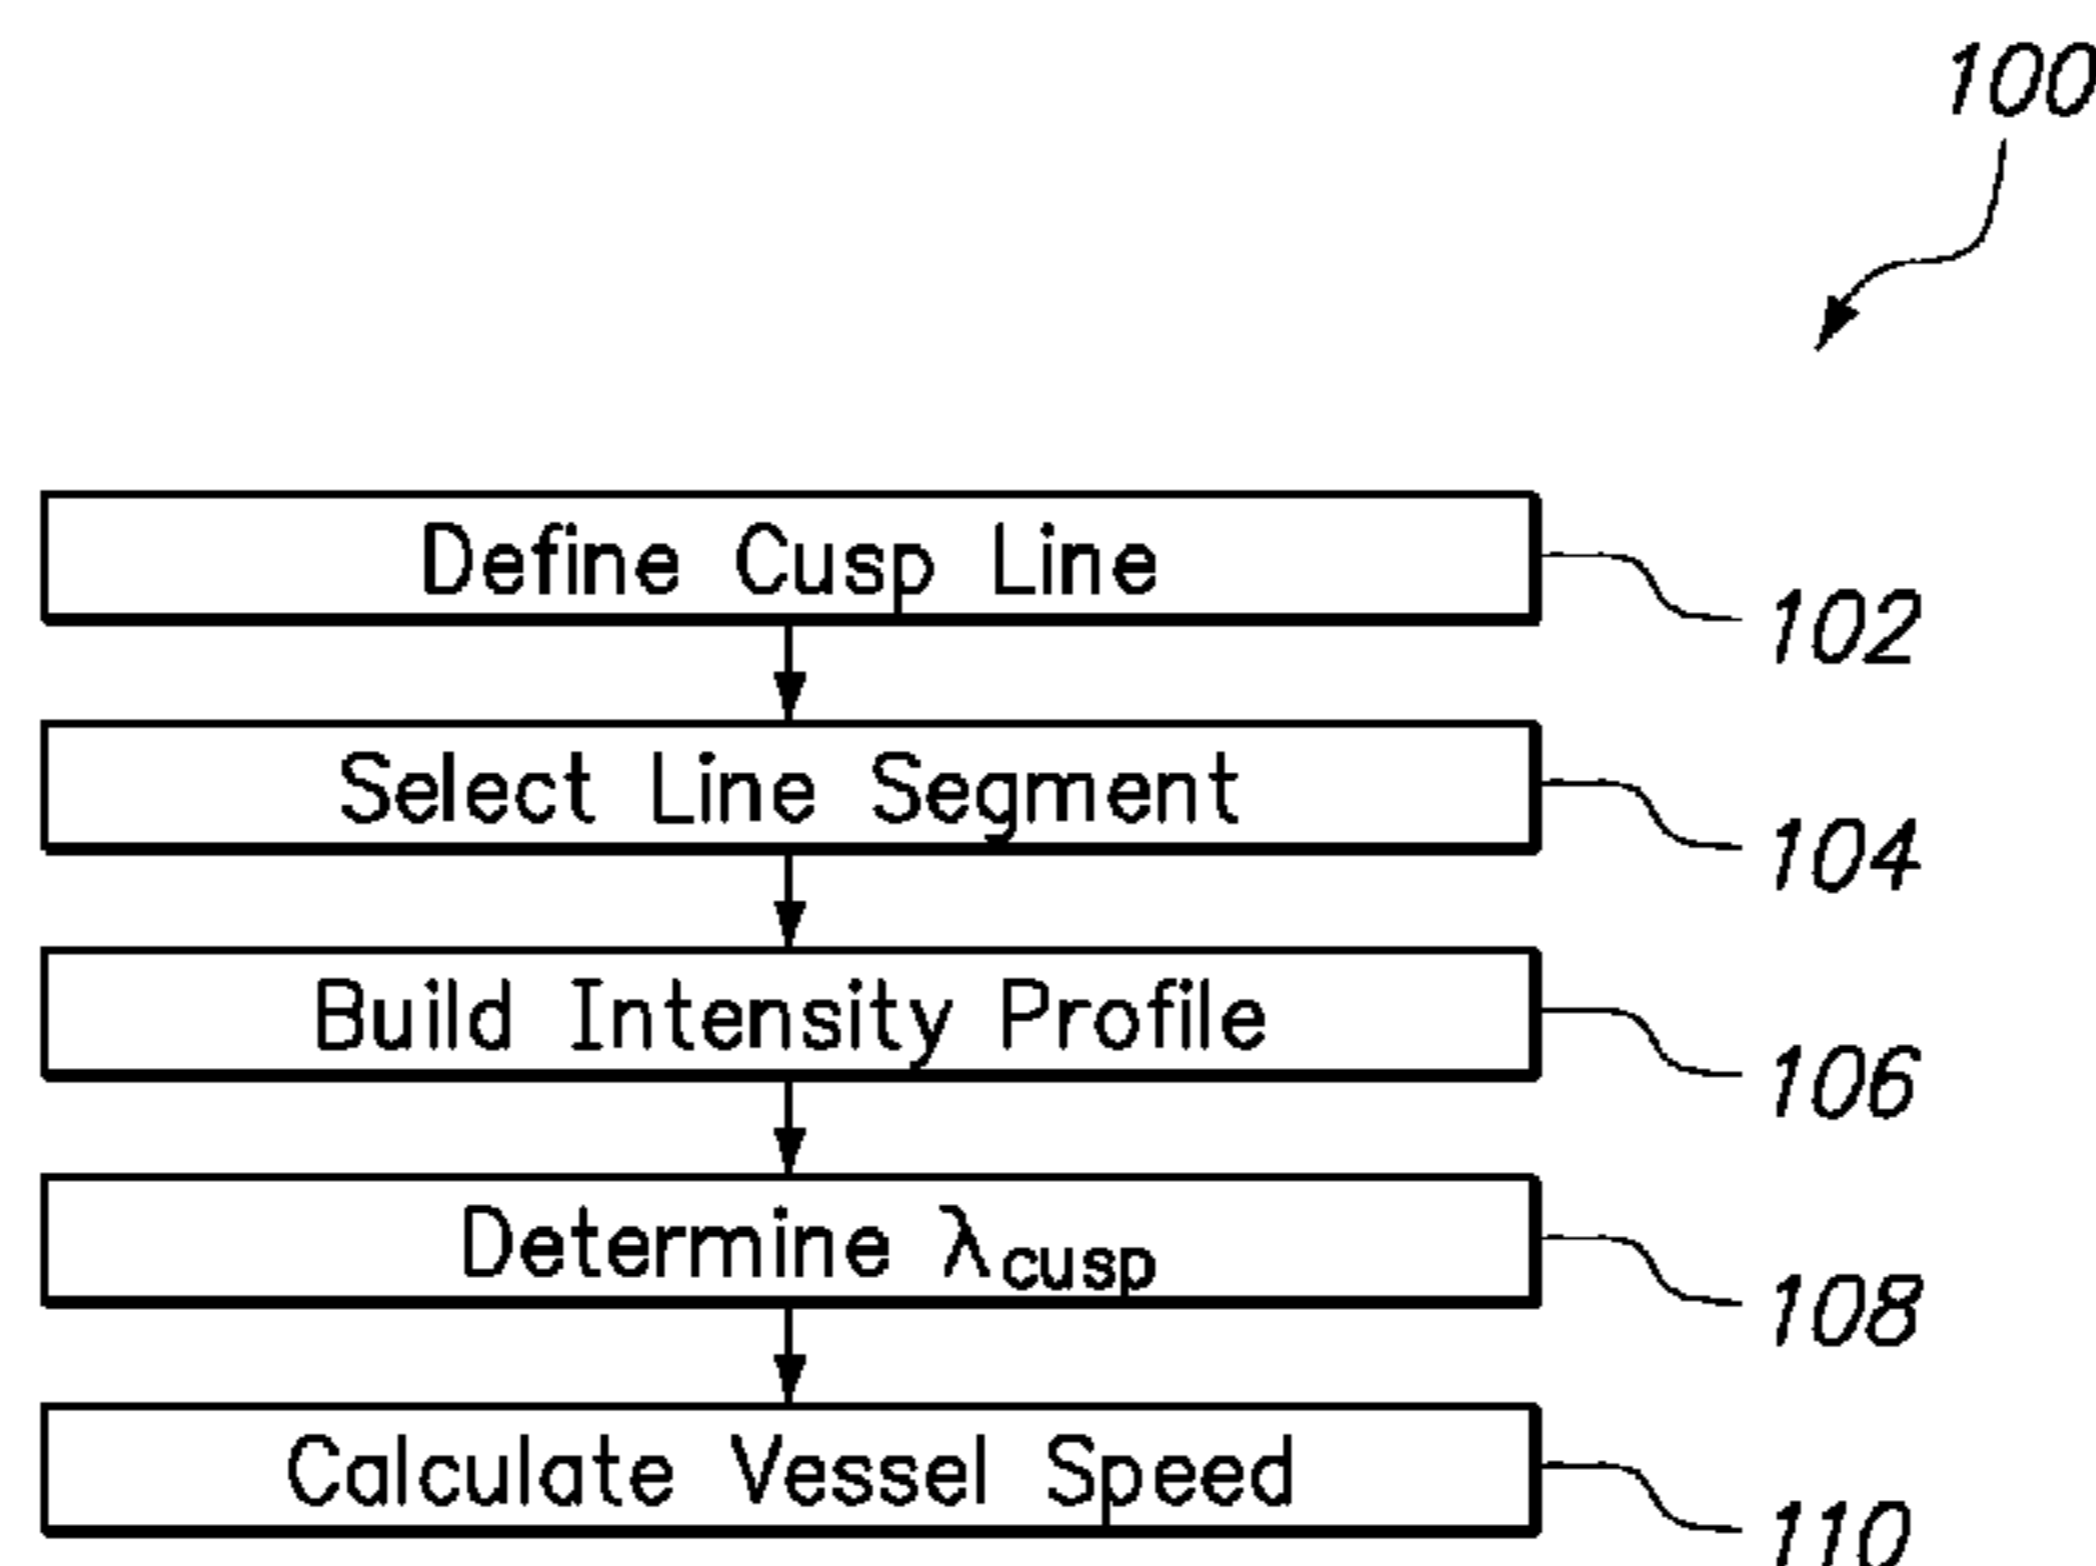 100
Define Cusp Line
102
Select Line Segment
104
Build Intensity Profile
106
Determine λcusp
108
Calculate Vessel Speed
110